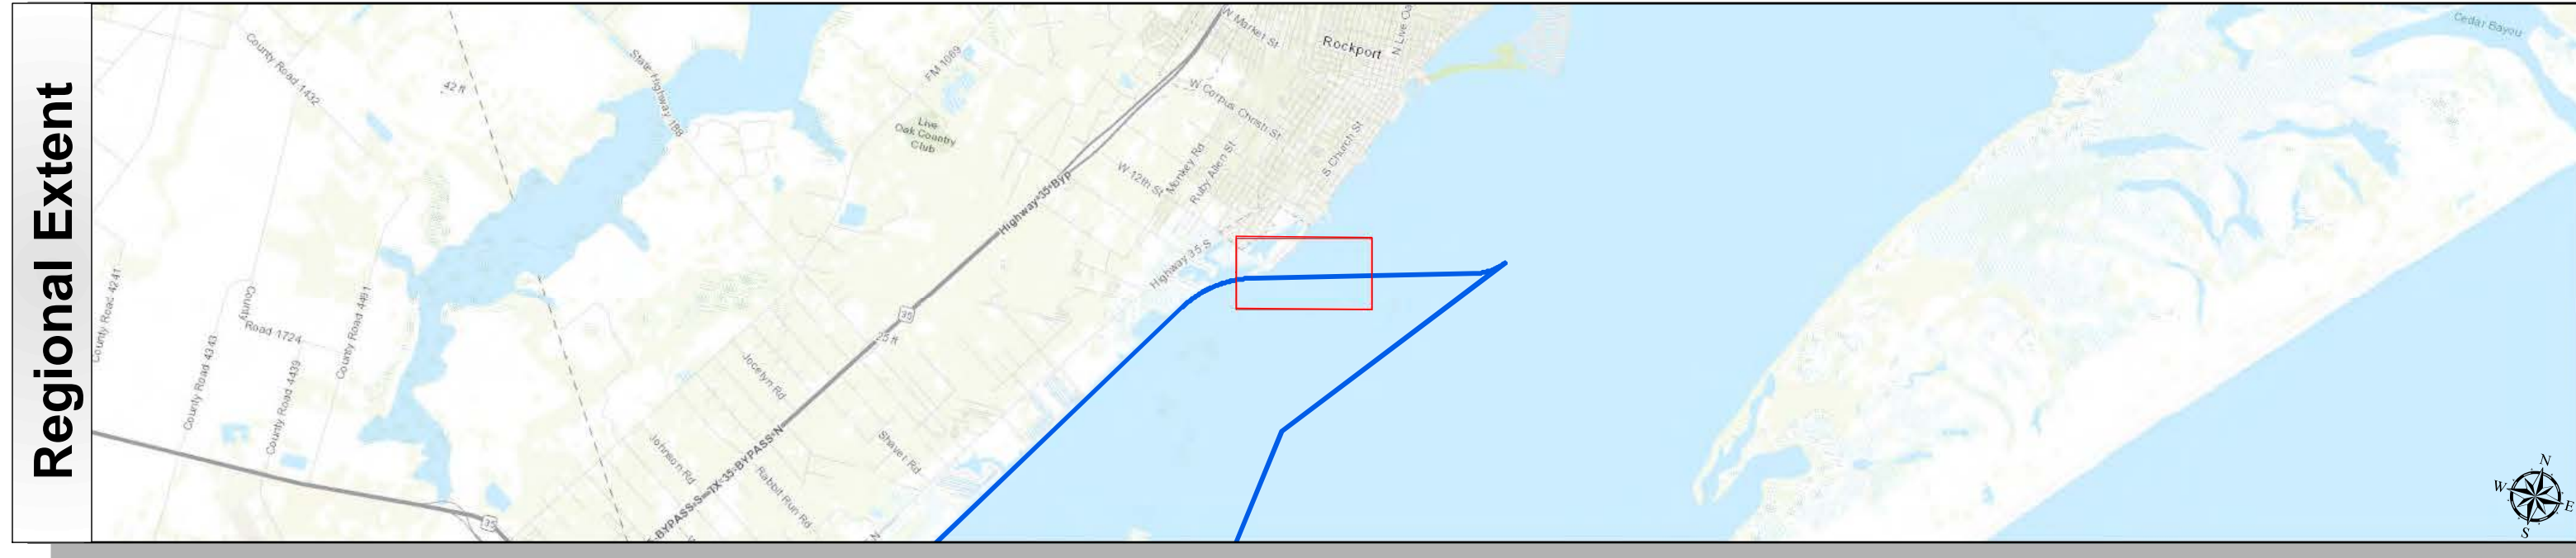 Regional Extent
County Road 1432
42 ft
State Highway 188
FM 1069
W Market St
Rockport
N Live Oa
Cedar Bayou
Live
Oak Country
Club
W Corpus Christi St
Monkey Rd
Ruby Allen St
S Church St
W 12th St
Highway 35 Byp
Highway 35 S
County Road 4241
County
Road 1724
County Road 4343
County Road 4439
County Road 4491
35
25 ft
Jocelyn Rd
Johnson Rd
Shaver Rd
Rabbit Run Rd
-BYPASS-S—TX-35-BYPASS-N
35
N
N
W
E
S